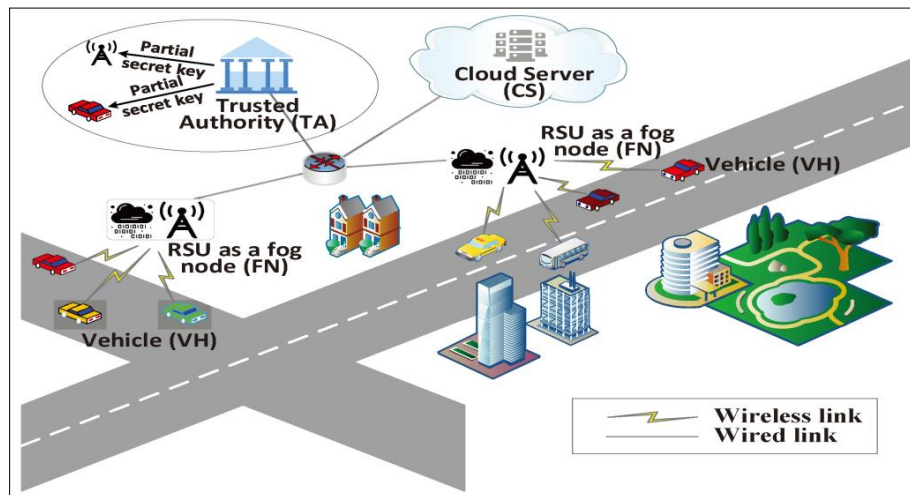 Partial
secret key
Partial
secret key
Trusted
Authority (TA)
Cloud Server
(CS)
RSU as a fog
node (FN)
Vehicle (VH)
RSU as a fog
node (FN)
Vehicle (VH)
Wireless link
Wired link